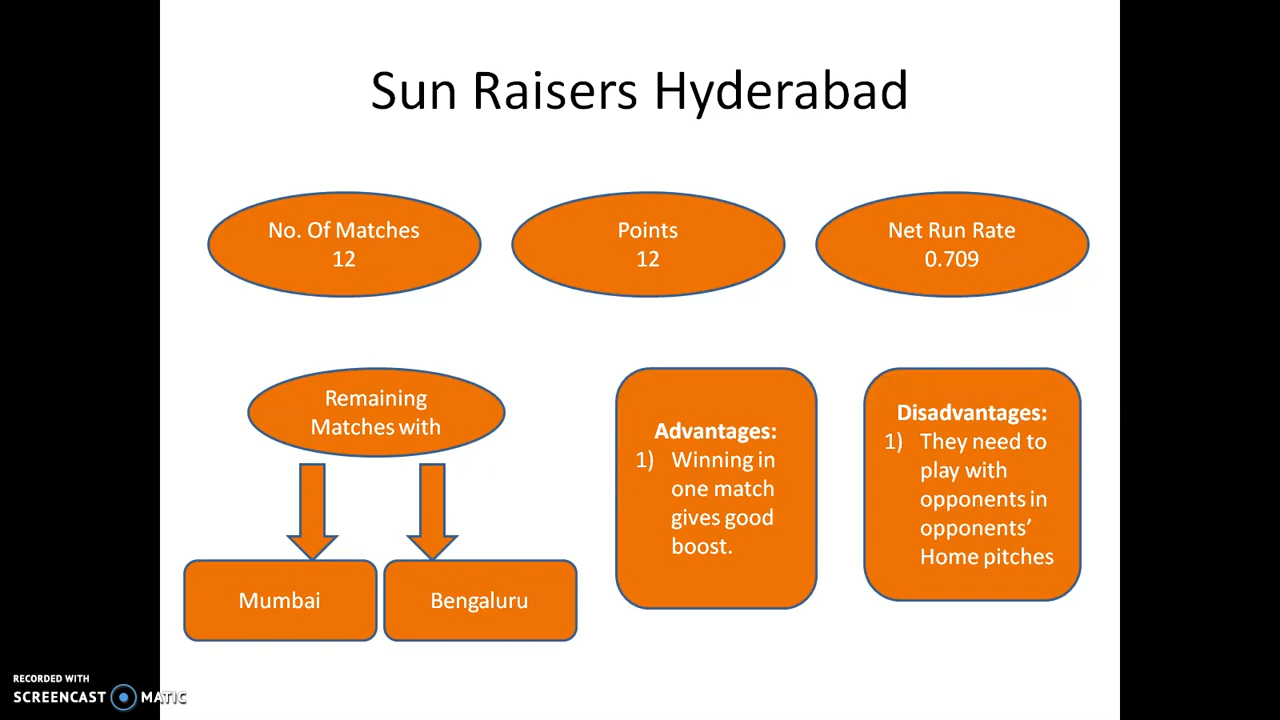 Sun Raisers Hyderabad
No. Of Matches
12
Points
12
Net Run Rate
0.709
Remaining
Matches with
Mumbai
Bengaluru
Advantages:
1) Winning in
one match
gives good
boost.
Disadvantages:
1) They need to
play with
opponents in
opponents’
Home pitches
RECORDED WITH
SCREENCAST MATIC